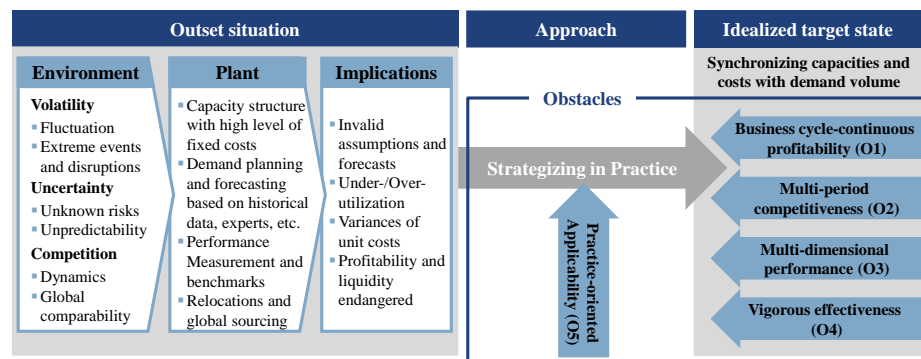 Outset situation
Environment
Volatility
▪ Fluctuation
▪ Extreme events
and disruptions
Uncertainty
▪ Unknown risks
▪ Unpredictability
Competition
▪ Dynamics
▪ Global
comparability
Plant
▪ Capacity structure
with high level of
fixed costs
▪ Demand planning
and forecasting
based on historical
data, experts, etc.
▪ Performance
Measurement and
benchmarks
▪ Relocations and
global sourcing
Implications
▪ Invalid
assumptions and
forecasts
▪ Under-/Over-
utilization
▪ Variances of
unit costs
▪ Profitability and
liquidity
endangered
Approach
Obstacles
Strategizing in Practice
Practice-oriented
Applicability (O5)
Idealized target state
Synchronizing capacities and
costs with demand volume
Business cycle-continuous
profitability (O1)
Multi-period
competitiveness (O2)
Multi-dimensional
performance (O3)
Vigorous effectiveness
(O4)